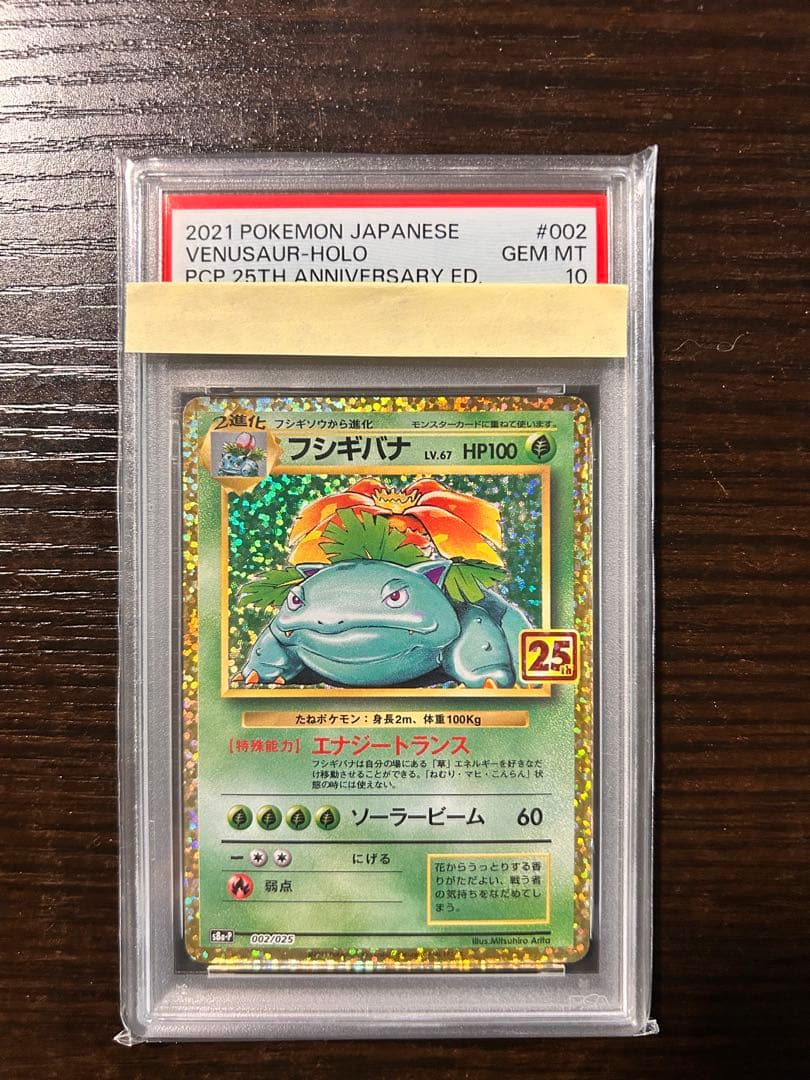 2021 POKEMON JAPANESE #002
VENUSAUR-HOLO GEM MT
PCP 25TH ANNIVERSARY ED. 10
2進化 フシギソウから進化 モンスターカードに重ねて使います。
フシギバナ LV.67 HP100
25th
たねポケモン：身長2m、体重100Kg
【特殊能力】 エナジートランス
フシギバナは自分の場にある「草」エネルギーを好きなだ
け移動させることができる。「ねむり・マヒ・こんらん」状
態の時には使えない。
ソーラービーム 60
ー にげる
弱点
花からうっとりする香
りがただよい、戦う者
の気持ちをなだめてし
まう。
s8a-P 002/025
Illus.Mitsuhiro Arita